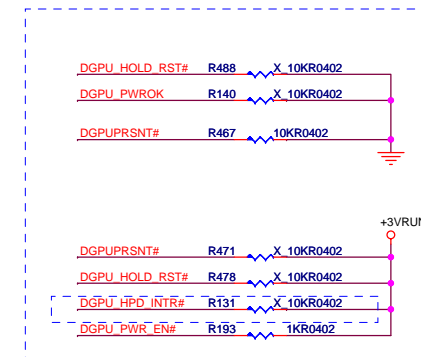 DGPU_HOLD_RST# R488 X_10KR0402
DGPU_PWROK R140 X_10KR0402
DGPUPRSNT# R467 10KR0402
+3VRUN
DGPUPRSNT# R471 X_10KR0402
DGPU_HOLD_RST# R478 X_10KR0402
DGPU_HPD_INTR# R131 X_10KR0402
DGPU_PWR_EN# R193 1KR0402